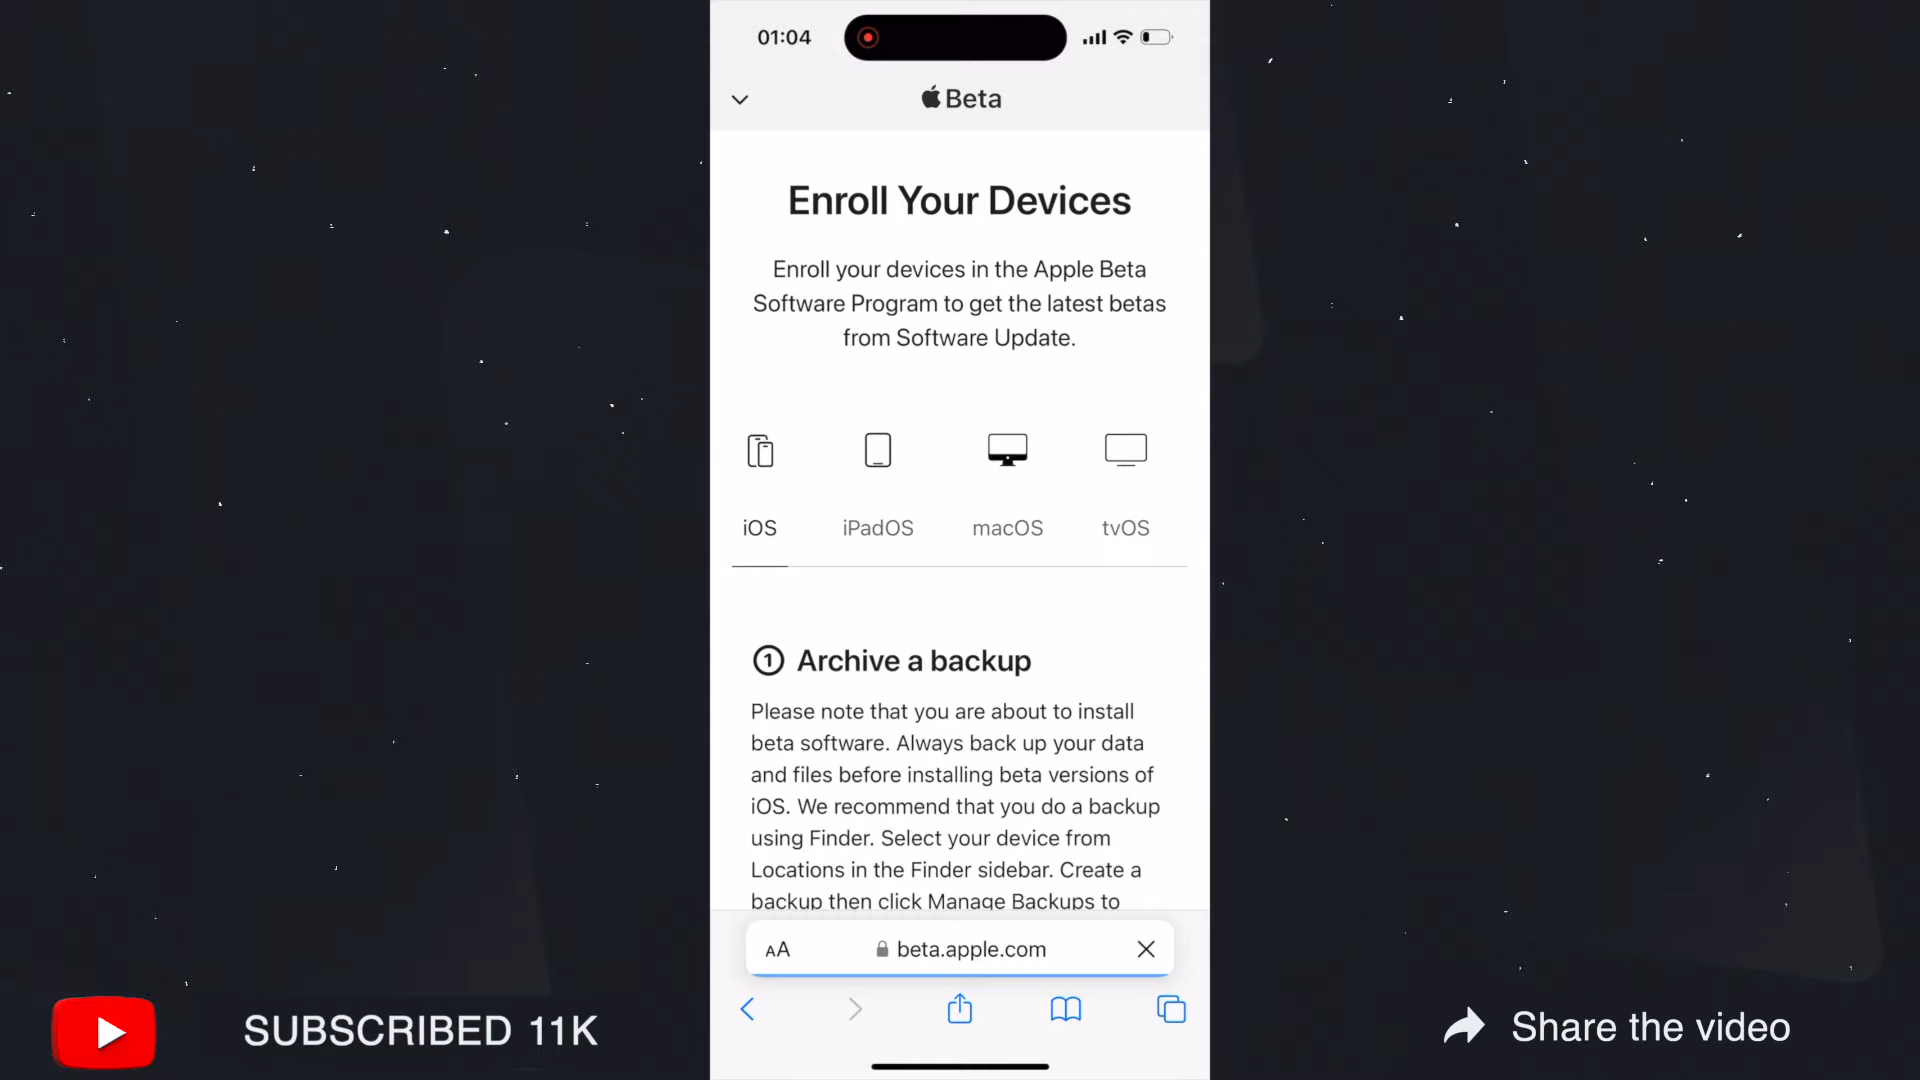 01:04
Beta
Enroll Your Devices
Enroll your devices in the Apple Beta
Software Program to get the latest betas
from Software Update.
iOS iPadOS macOS tvOS
1 Archive a backup
Please note that you are about to install
beta software. Always back up your data
and files before installing beta versions of
iOS. We recommend that you do a backup
using Finder. Select your device from
Locations in the Finder sidebar. Create a
backup then click Manage Backups to
AA beta.apple.com
SUBSCRIBED 11K
Share the video